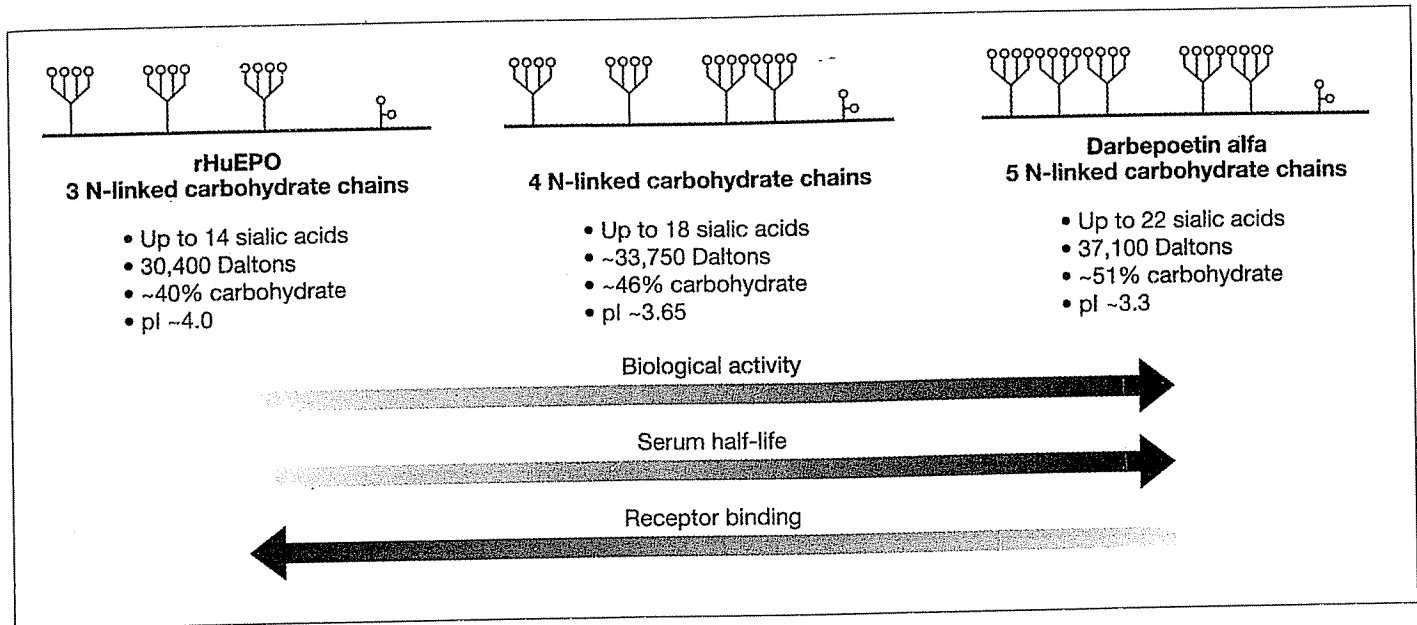 rHuEPO
3 N-linked carbohydrate chains
• Up to 14 sialic acids
• 30,400 Daltons
• ~40% carbohydrate
• pI ~4.0
4 N-linked carbohydrate chains
• Up to 18 sialic acids
• ~33,750 Daltons
• ~46% carbohydrate
• pI ~3.65
Darbepoetin alfa
5 N-linked carbohydrate chains
• Up to 22 sialic acids
• 37,100 Daltons
• ~51% carbohydrate
• pI ~3.3
Biological activity
Serum half-life
Receptor binding